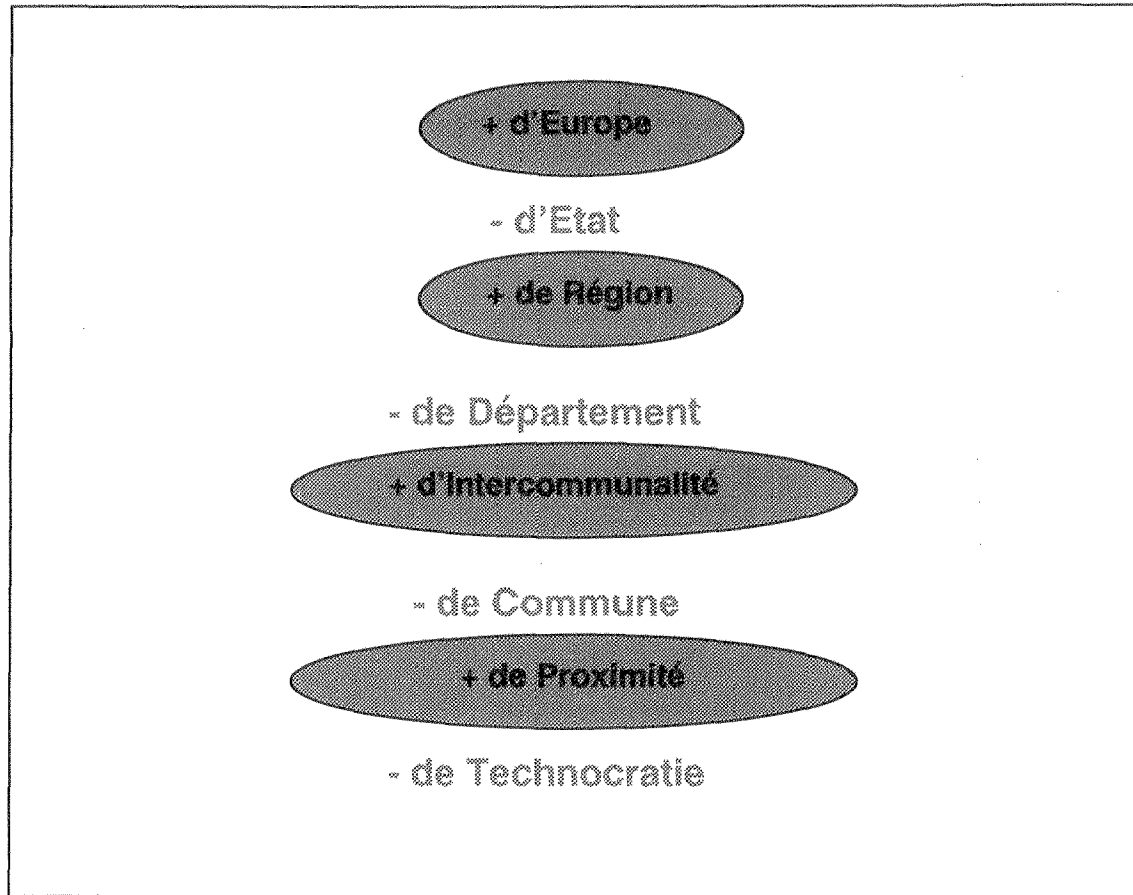 + d'Europe
- d'Etat
+ de Région
- de Département
+ d'Intercommunalité
- de Commune
+ de Proximité
- de Technocratie